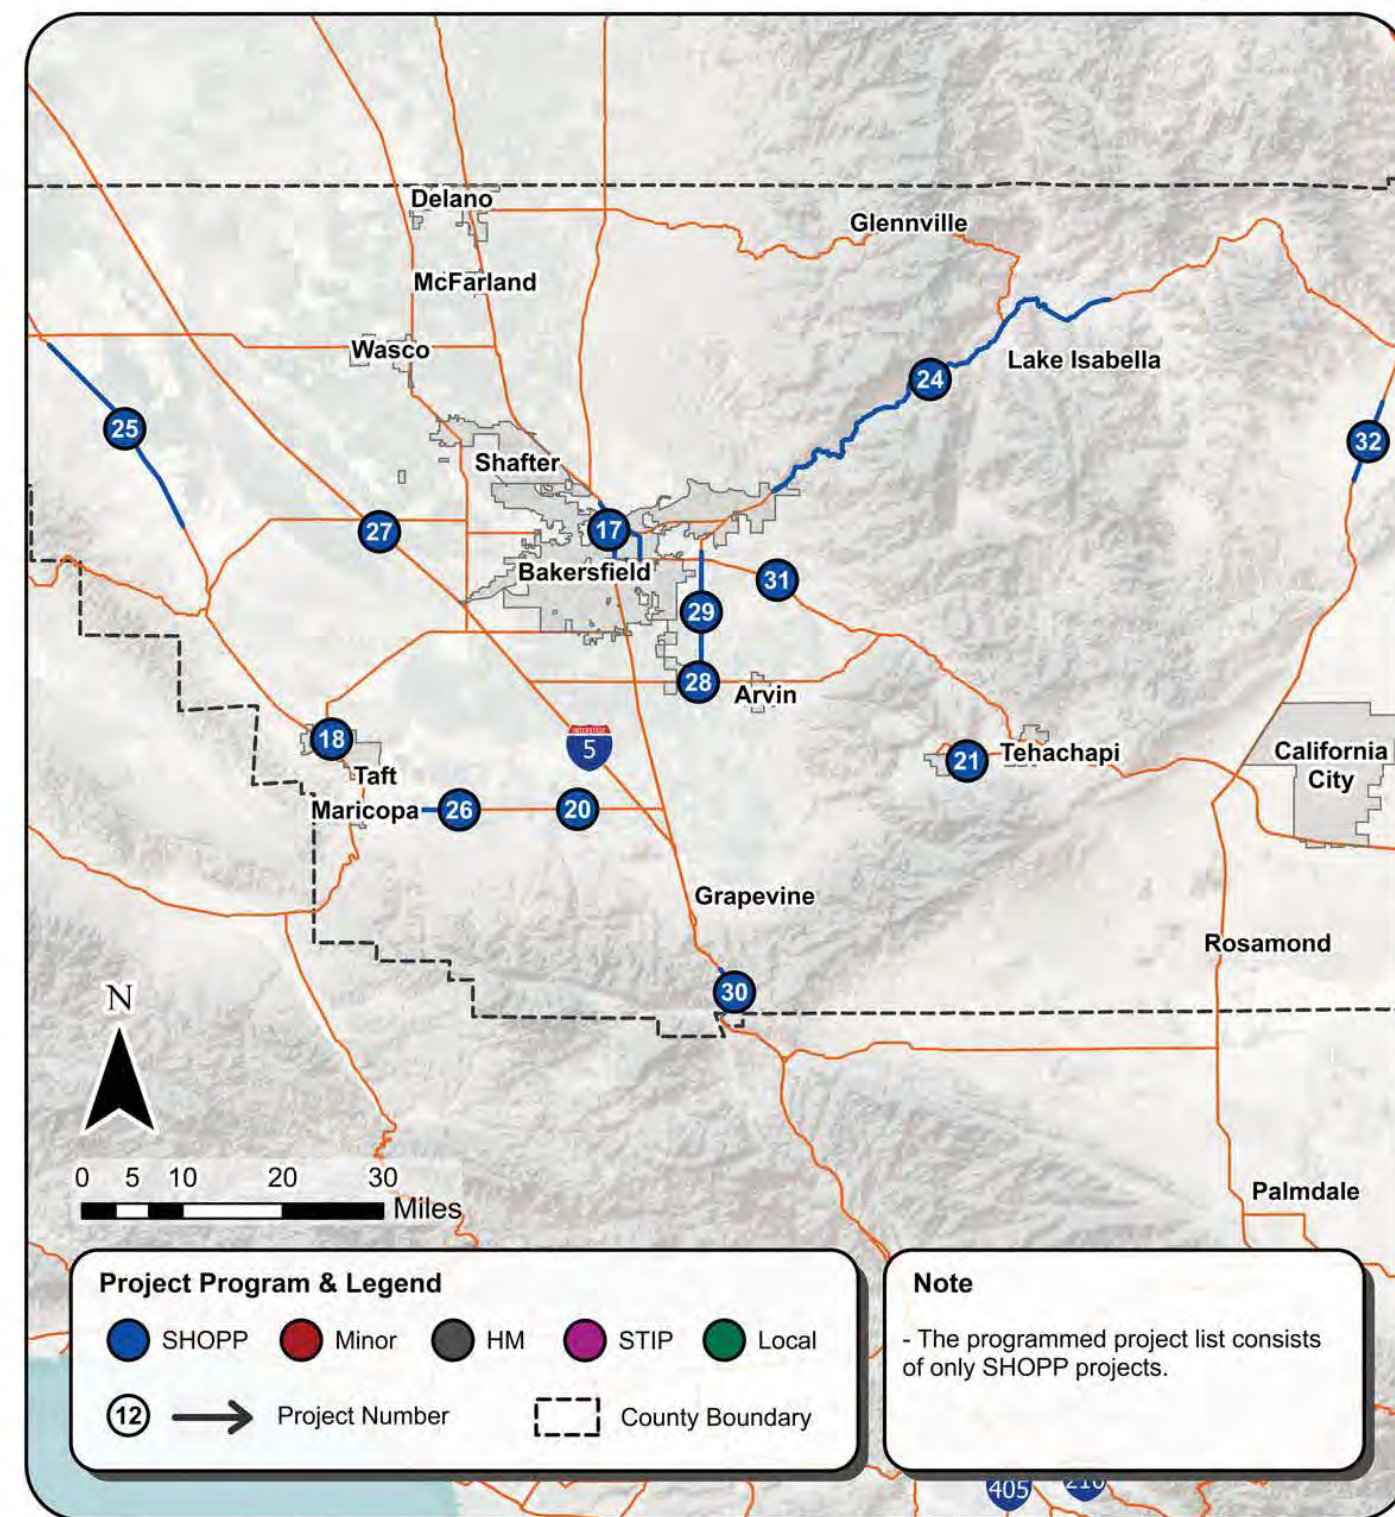 Delano
Glennville
McFarland
Wasco
Lake Isabella
24
25
32
Shafter
27
17
Bakersfield
31
29
28
Arvin
18
INTERSTATE
5
21
Tehachapi
California
City
Taft
Maricopa
26
20
Grapevine
Rosamond
30
N
0 5 10 20 30
Miles
Palmdale
Project Program & Legend
SHOPP
Minor
HM
STIP
Local
12
Project Number
County Boundary
Note
- The programmed project list consists
of only SHOPP projects.
405
210